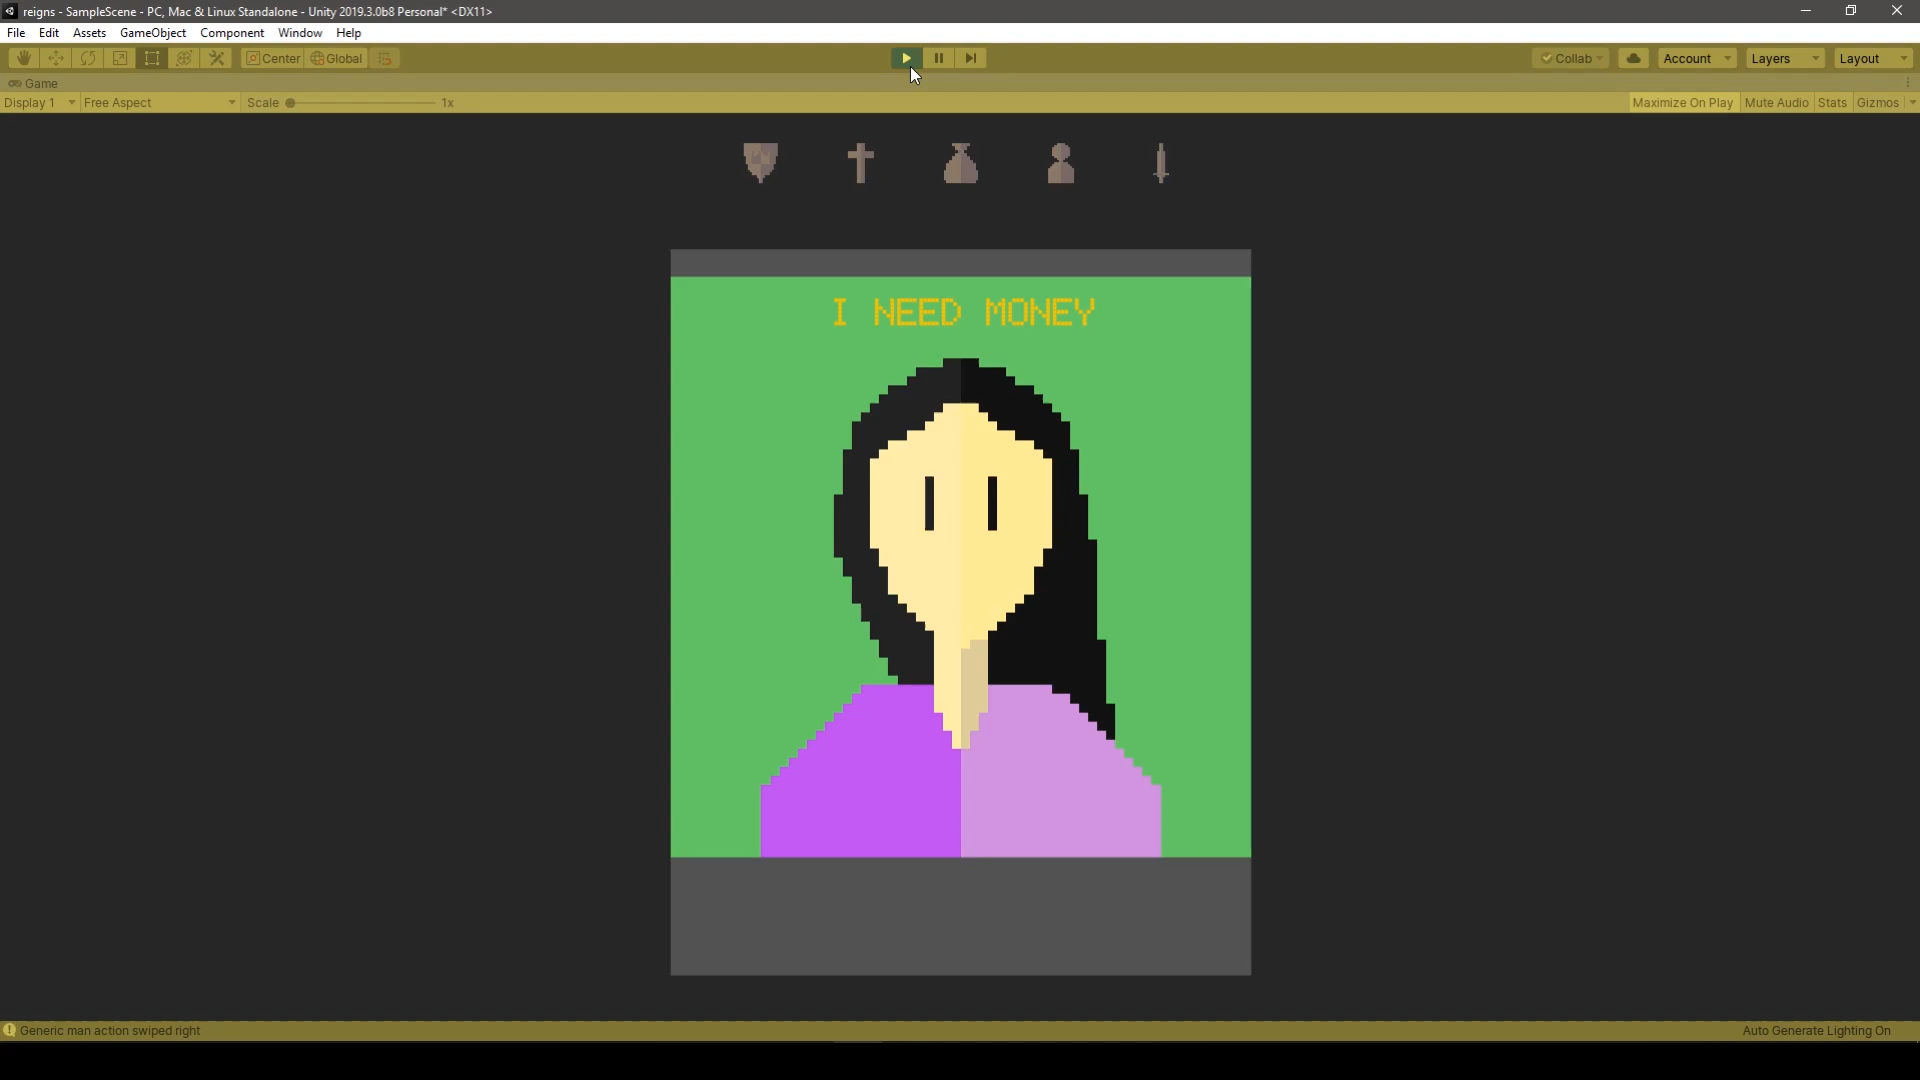 reigns - SampleScene - PC, Mac & Linux Standalone - Unity 2019.3.0b8 Personal* <DX11>
File Edit Assets GameObject Component Window Help
Center Global Collab Account Layers Layout
Game
Display 1 Free Aspect Scale 1x Maximize On Play Mute Audio Stats Gizmos
I NEED MONEY
Generic man action swiped right Auto Generate Lighting On